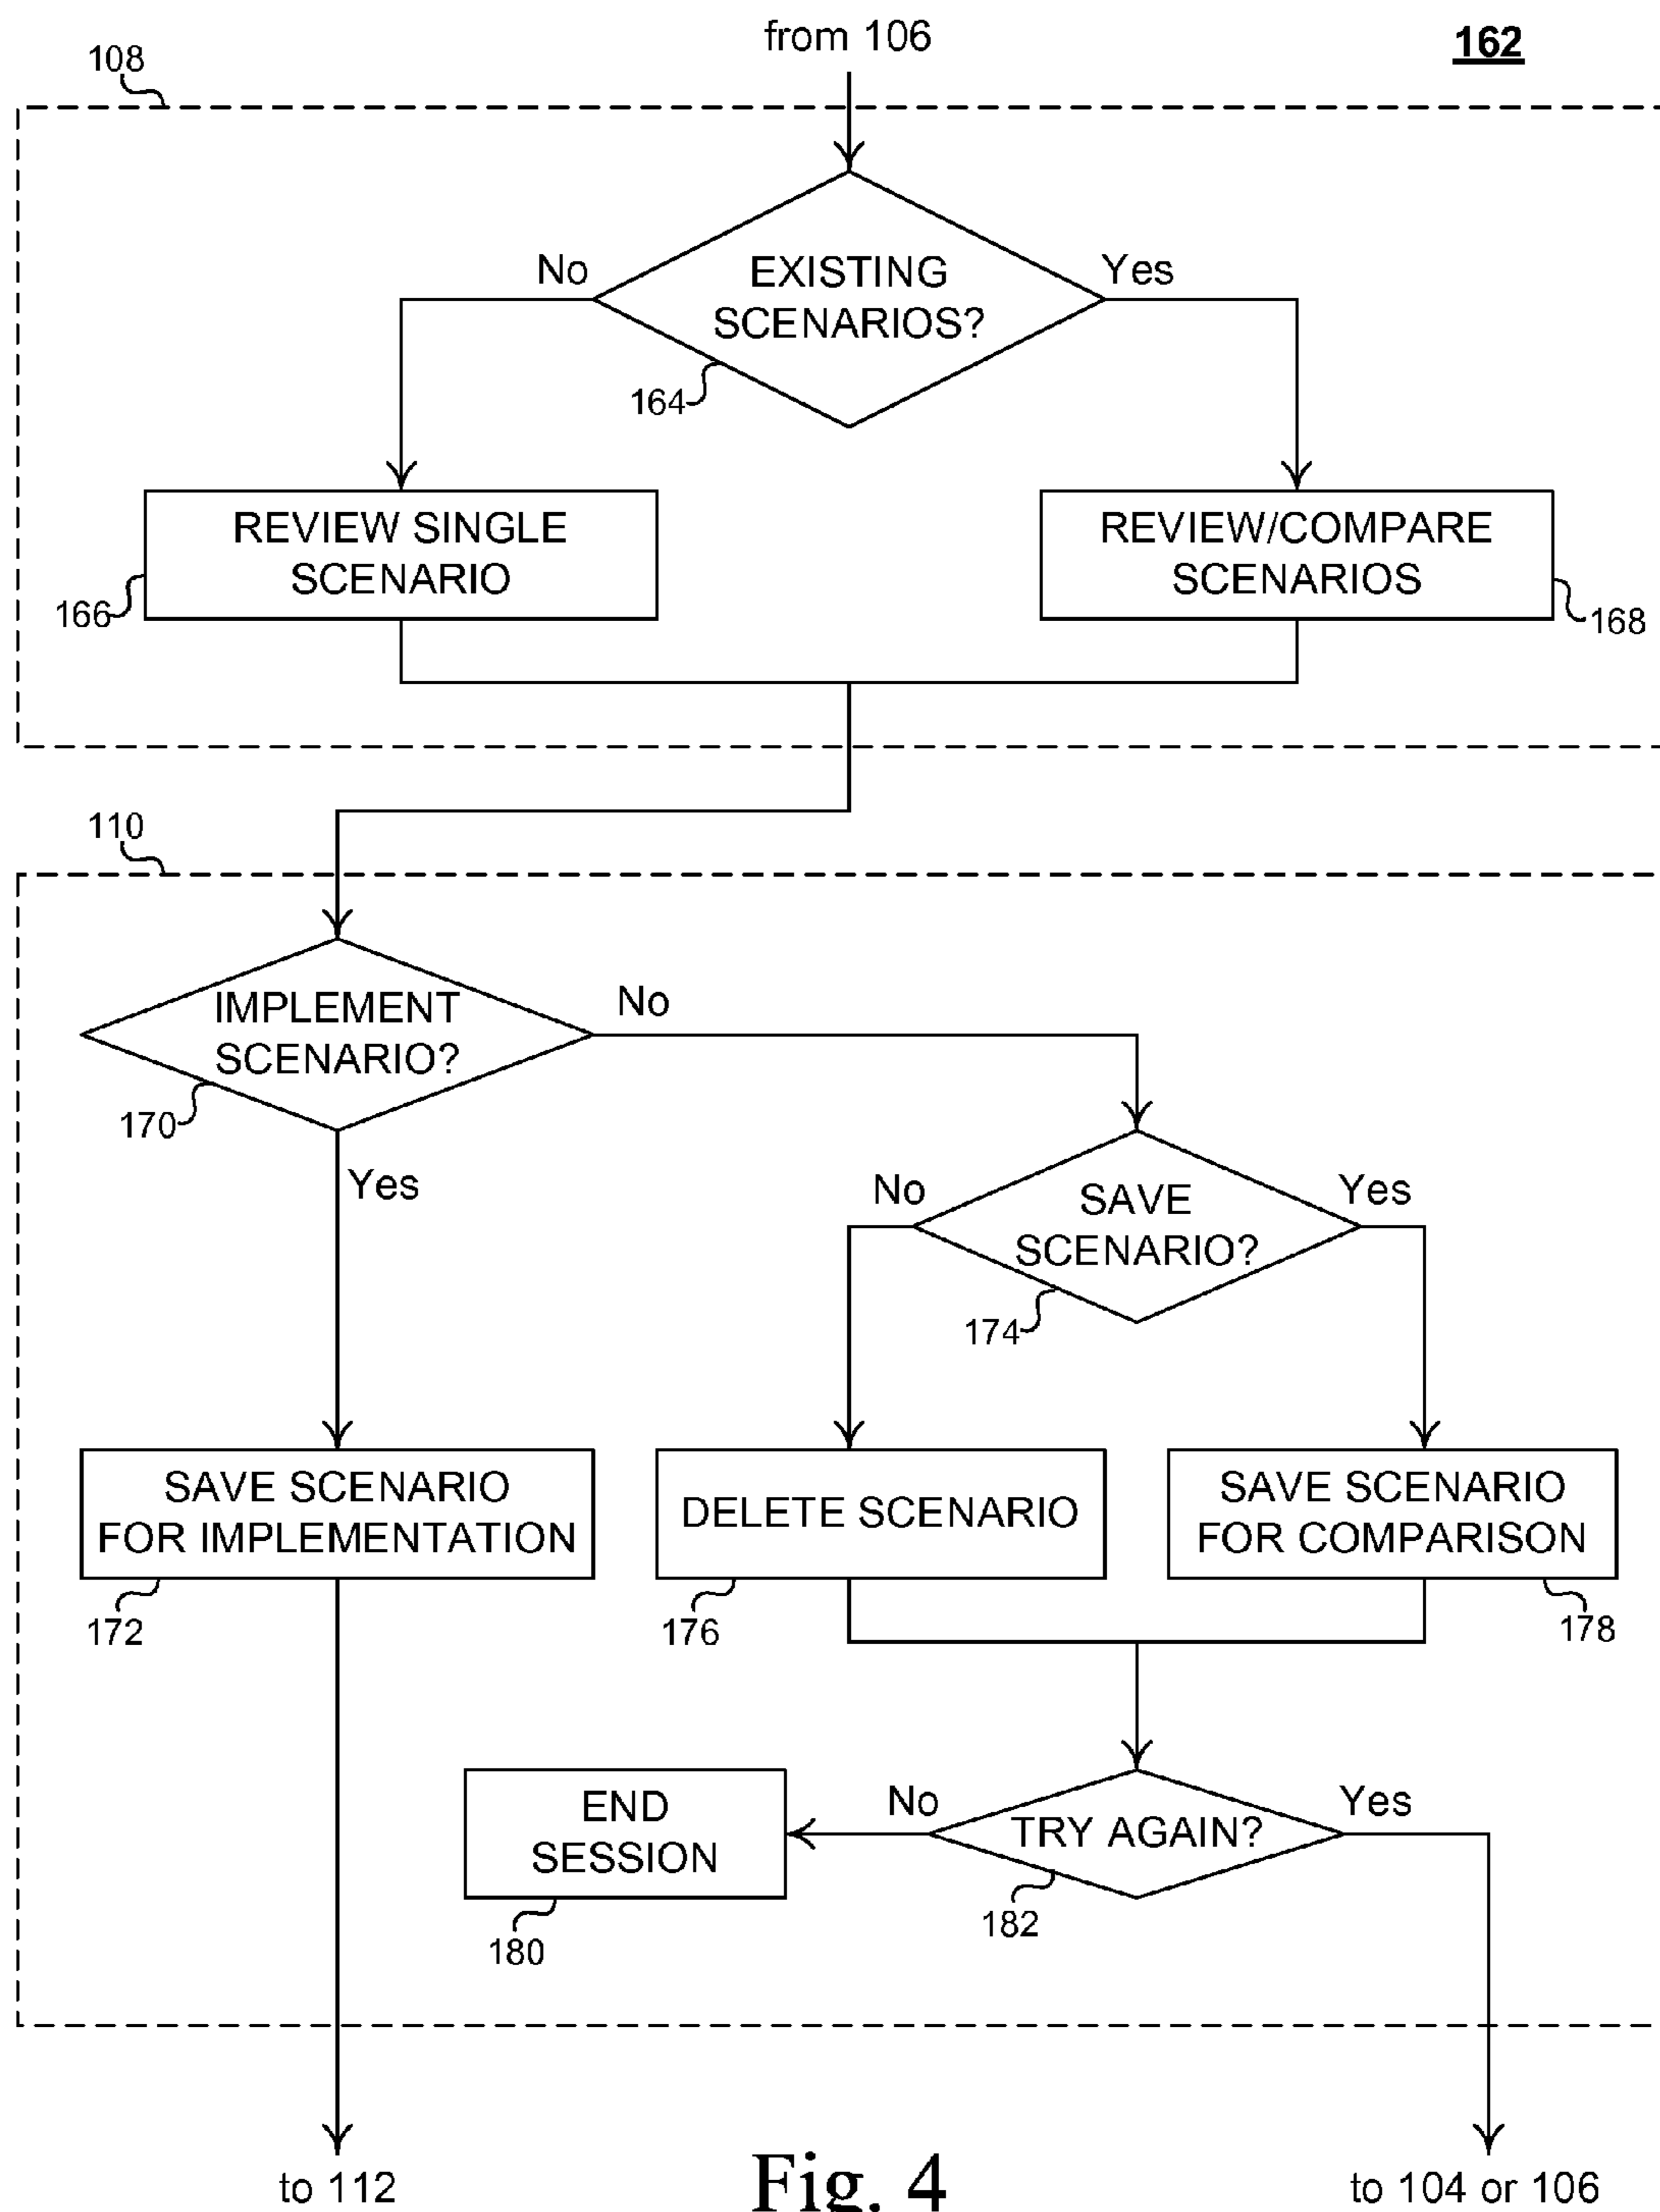 from 106
162
108
No
EXISTING
SCENARIOS?
Yes
164
REVIEW SINGLE
SCENARIO
166
REVIEW/COMPARE
SCENARIOS
168
110
IMPLEMENT
SCENARIO?
No
170
Yes
No
SAVE
SCENARIO?
Yes
174
SAVE SCENARIO
FOR IMPLEMENTATION
172
DELETE SCENARIO
176
SAVE SCENARIO
FOR COMPARISON
178
END
SESSION
180
No
TRY AGAIN?
Yes
182
to 112
Fig. 4
to 104 or 106